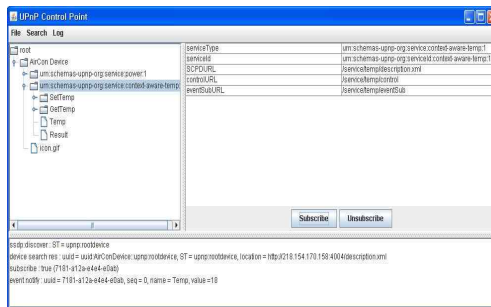 UPnP Control Point
File Search Log
root
AirCon Device
urn:schemas-upnp-org:service:power:1
urn:schemas-upnp-org:service:context-aware-temp:
SetTemp
GetTemp
Temp
Result
icon.gif
serviceType urn:schemas-upnp-org:service:context-aware-temp:1
serviceId urn:schemas-upnp-org:serviceId:context-aware-temp:1
SCPDURL /service/temp/description.xml
controlURL /service/temp/control
eventSubURL /service/temp/eventSub
Subscribe Unsubscribe
ssdp:discover : ST = upnp:rootdevice
device search res : uuid = uuid:AirConDevice::upnp:rootdevice, ST = upnp:rootdevice, location = http://218.154.170.158:4004/description.xml
subscribe : true (7181-a12a-e4e4-e0ab)
event notify : uuid = 7181-a12a-e4e4-e0ab, seq = 0, name = Temp, value =18